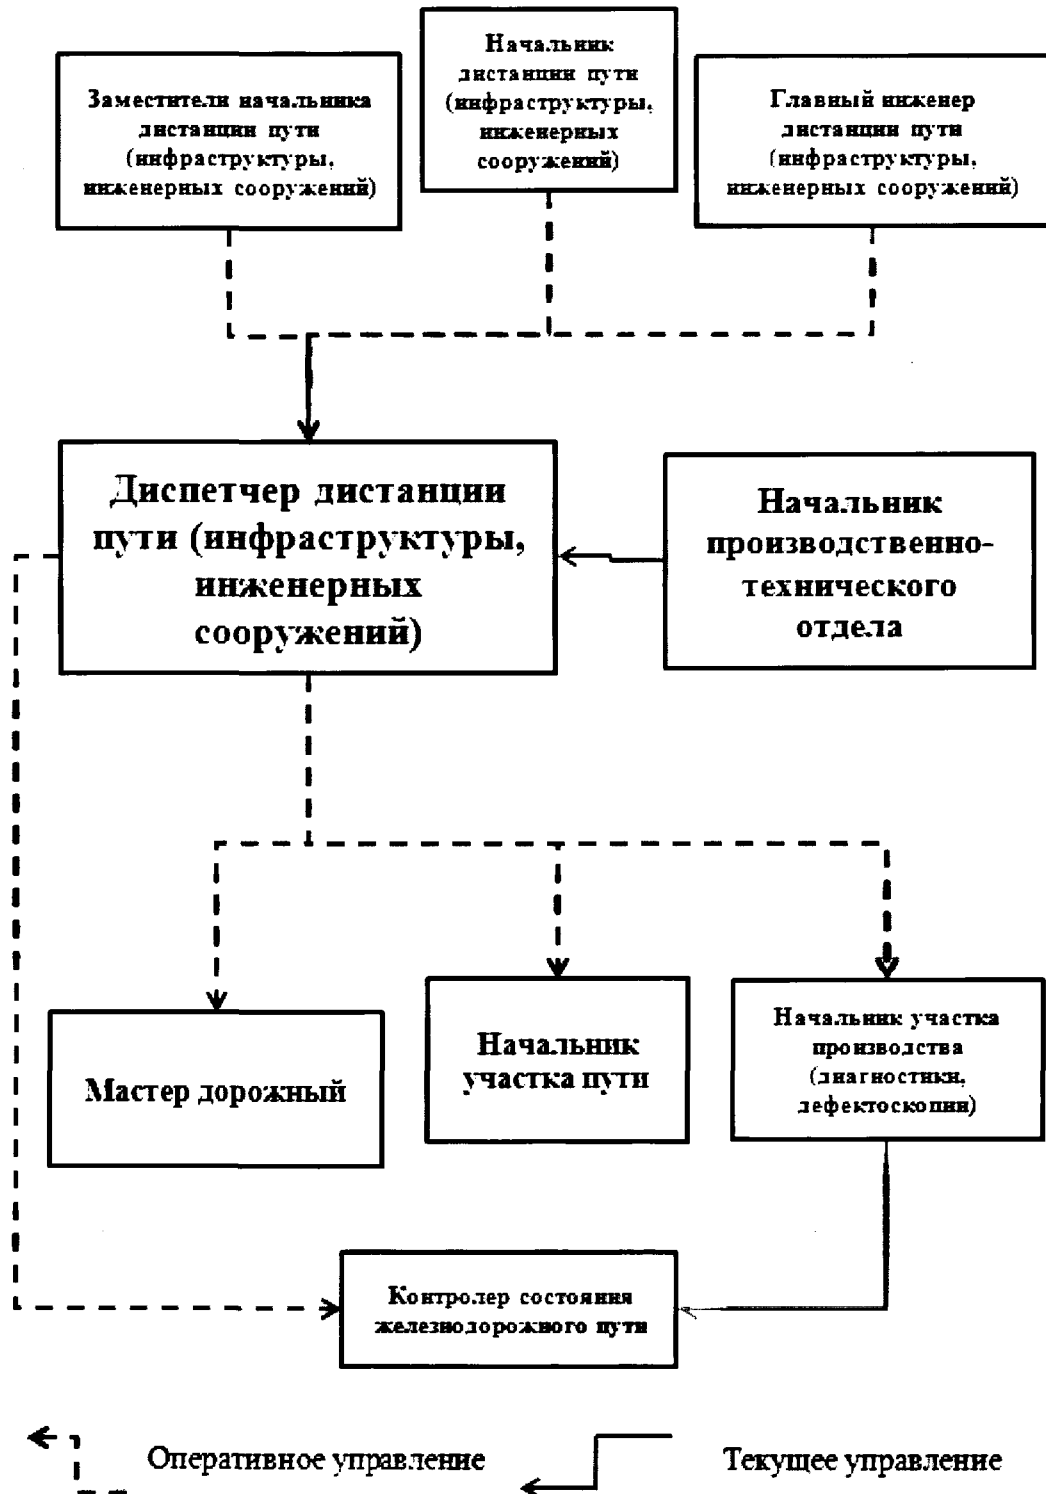 Начальник
дистанции пути
(инфраструктуры,
инженерных
сооружений)
Заместители начальника
дистанции пути
(инфраструктуры,
инженерных сооружений)
Главный инженер
дистанции пути
(инфраструктуры,
инженерных сооружений)
Диспетчер дистанции
пути (инфраструктуры,
инженерных
сооружений)
Начальник
производственно-
технического
отдела
Мастер дорожный
Начальник
участка пути
Начальник участка
производства
(диагностики,
дефектоскопии)
Контролер состояния
железнодорожного пути
Оперативное управление
Текущее управление